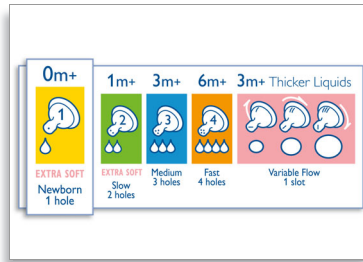 0m+
1
EXTRA SOFT
Newborn
1 hole
1m+
2
EXTRA SOFT
Slow
2 holes
3m+
3
Medium
3 holes
6m+
4
Fast
4 holes
3m+ Thicker Liquids
Variable Flow
1 slot